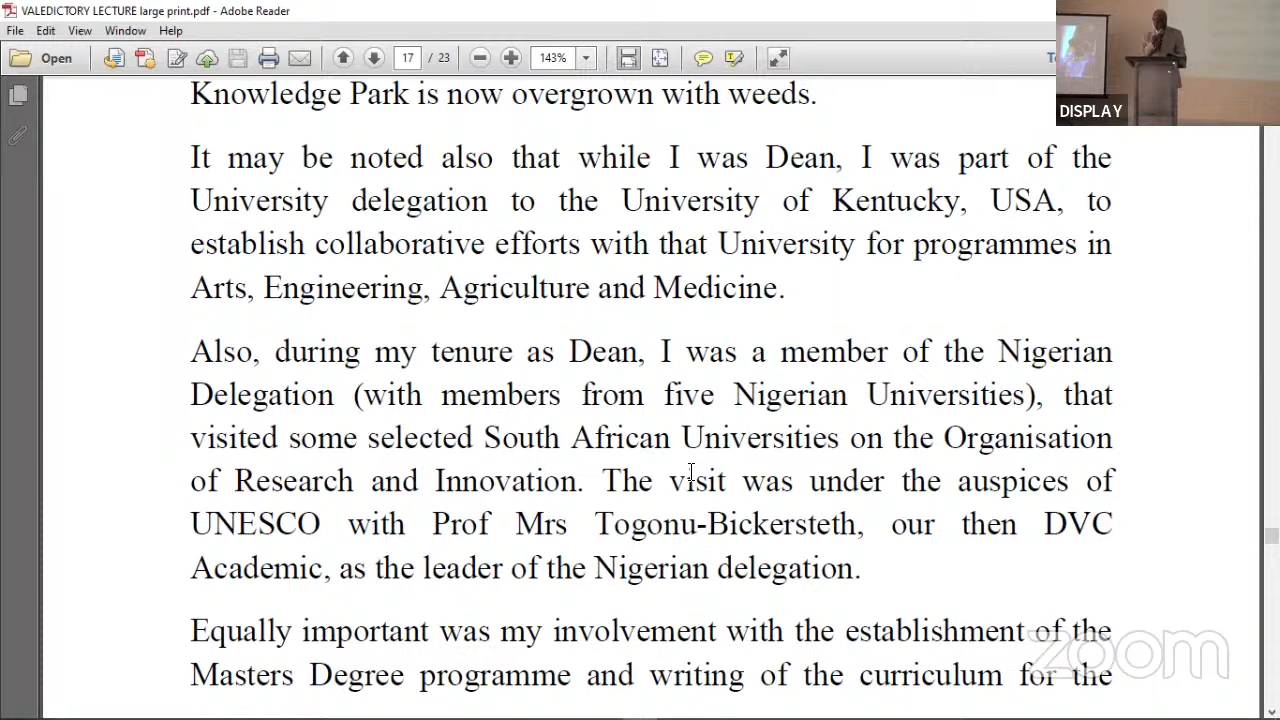 VALEDICTORY LECTURE large print.pdf - Adobe Reader
File Edit View Window Help
Open 17 / 23 143%
DISPLAY
Knowledge Park is now overgrown with weeds.
It may be noted also that while I was Dean, I was part of the
University delegation to the University of Kentucky, USA, to
establish collaborative efforts with that University for programmes in
Arts, Engineering, Agriculture and Medicine.
Also, during my tenure as Dean, I was a member of the Nigerian
Delegation (with members from five Nigerian Universities), that
visited some selected South African Universities on the Organisation
of Research and Innovation. The visit was under the auspices of
UNESCO with Prof Mrs Togonu-Bickersteth, our then DVC
Academic, as the leader of the Nigerian delegation.
Equally important was my involvement with the establishment of the
Masters Degree programme and writing of the curriculum for the
zoom